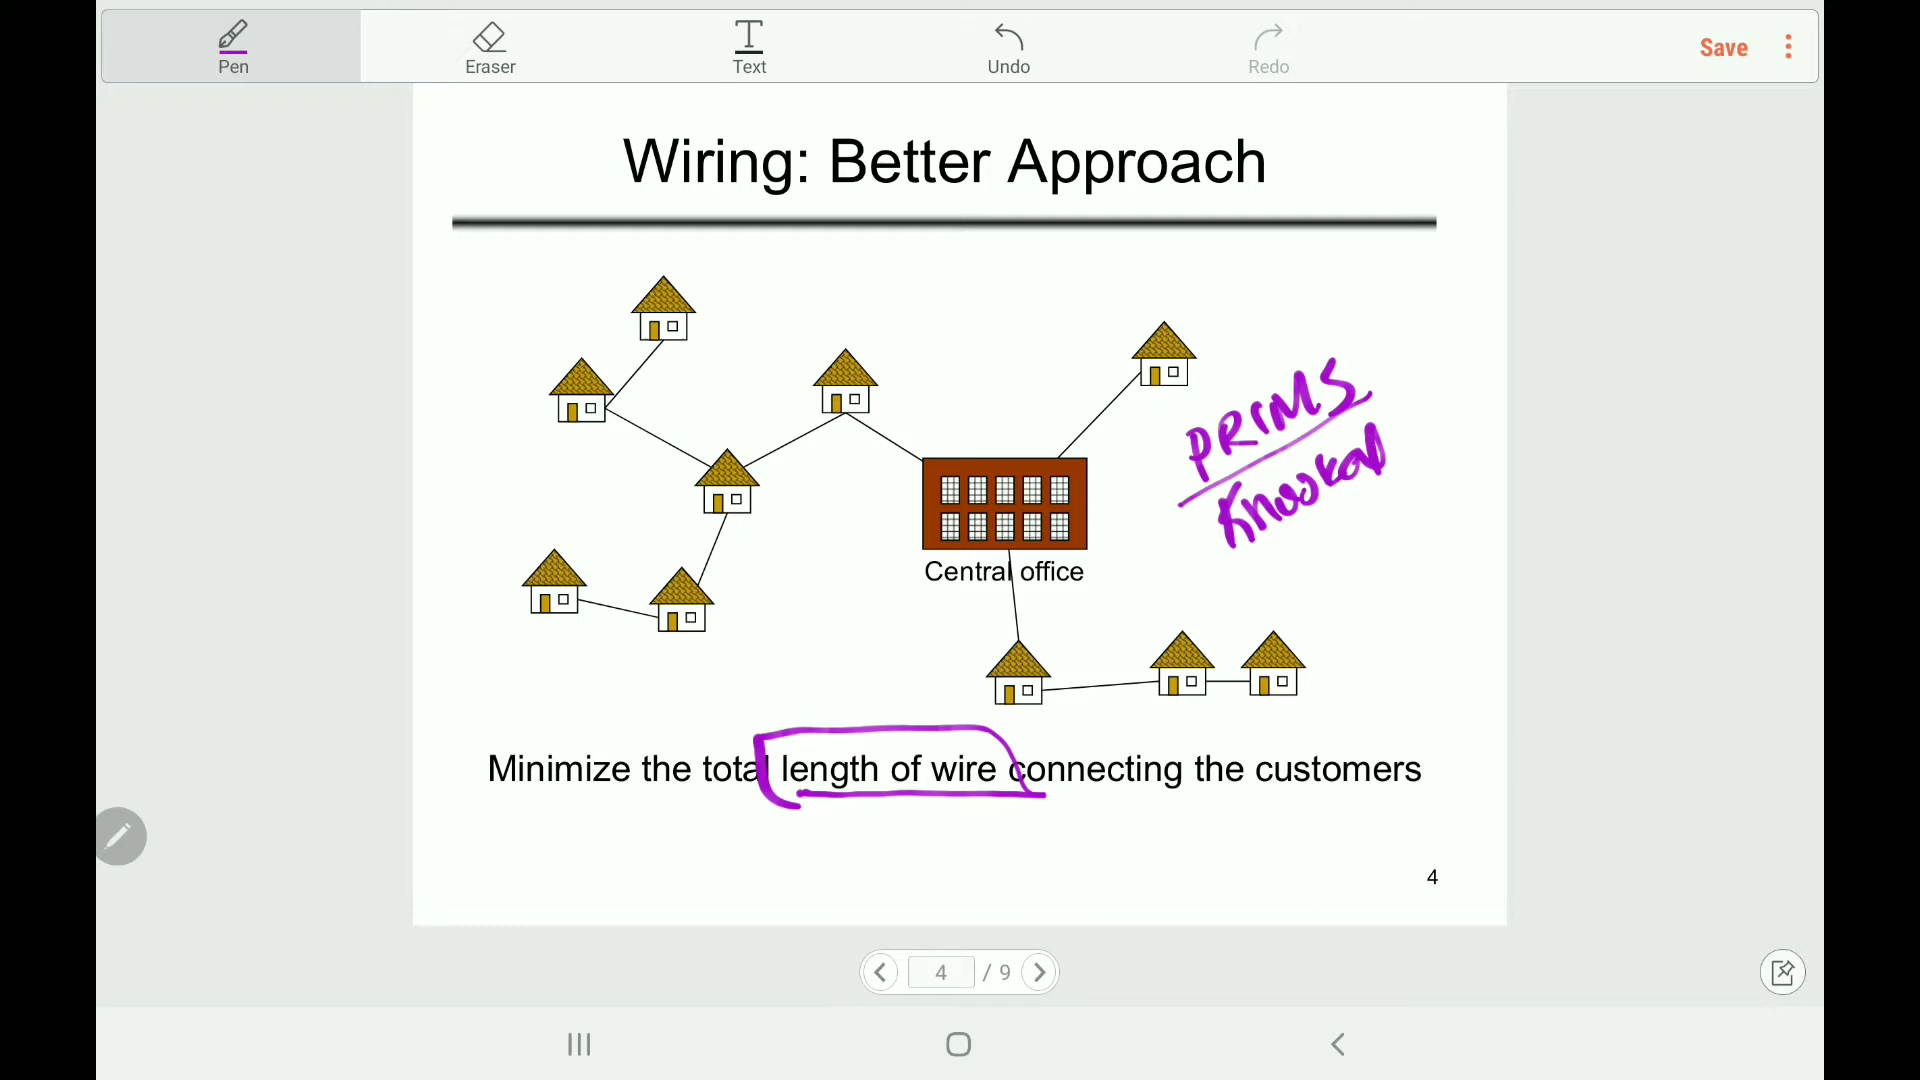 Pen
Eraser
Text
Undo
Redo
Save
Wiring: Better Approach
PRIMS
Central office
Minimize the total length of wire connecting the customers
4
4 / 9